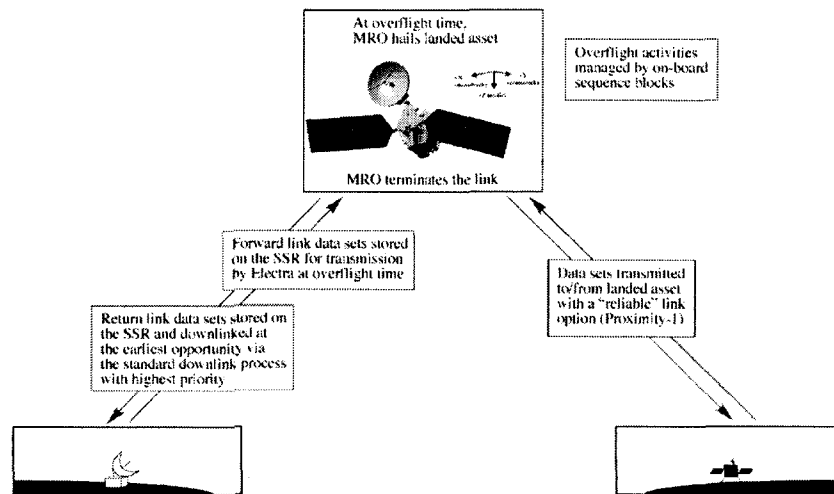 At overflight time,
MRO hails landed asset
MRO terminates the link
Overflight activities
managed by on-board
sequence blocks
Forward link data sets stored
on the SSR for transmission
by Electra at overflight time
Return link data sets stored on
the SSR and downlinked at
the earliest opportunity via
the standard downlink process
with highest priority
Data sets transmitted
to/from landed asset
with a “reliable” link
option (Proximity-1)